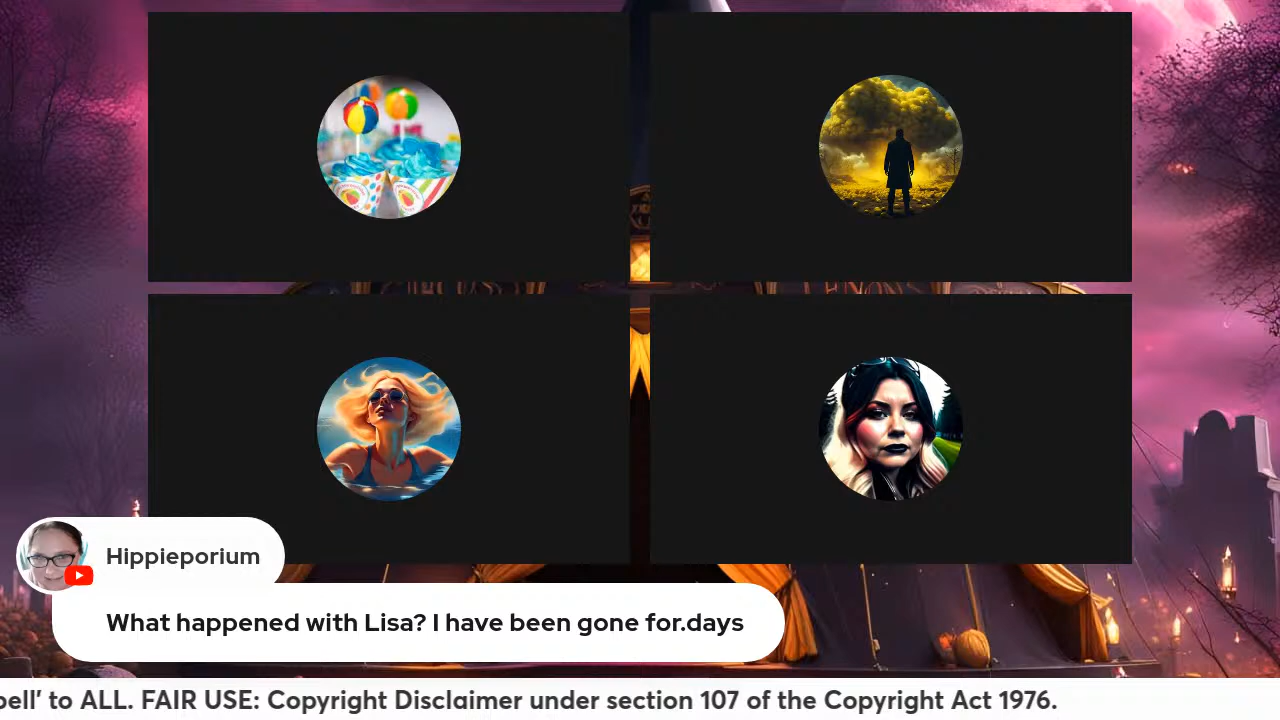 Hippieporium
What happened with Lisa? I have been gone for.days
bell' to ALL. FAIR USE: Copyright Disclaimer under section 107 of the Copyright Act 1976.